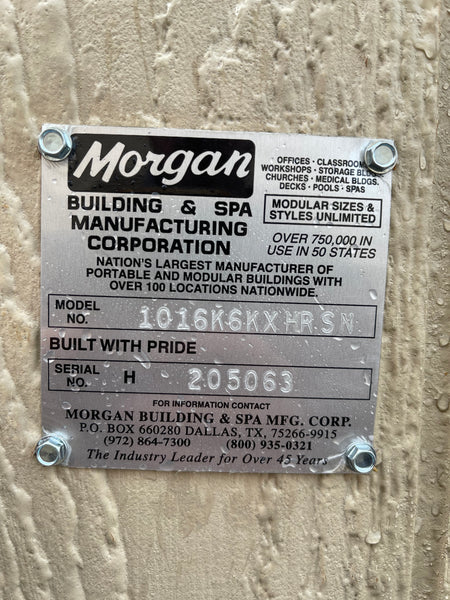 Morgan
BUILDING & SPA
MANUFACTURING
CORPORATION
OFFICES · CLASSROOM
WORKSHOPS · STORAGE
CHURCHES · MEDICAL BLDGS.
DECKS · POOLS · SPAS
MODULAR SIZES &
STYLES UNLIMITED
OVER 750,000 IN
USE IN 50 STATES
NATION'S LARGEST MANUFACTURER OF
PORTABLE AND MODULAR BUILDINGS WITH
OVER 100 LOCATIONS NATIONWIDE.
MODEL NO. 1016K6KXHRSN
BUILT WITH PRIDE
SERIAL NO. H 205063
FOR INFORMATION CONTACT
MORGAN BUILDING & SPA MFG. CORP.
P.O. BOX 660280 DALLAS, TX, 75266-9915
(972) 864-7300 (800) 935-0321
The Industry Leader for Over 45 Years